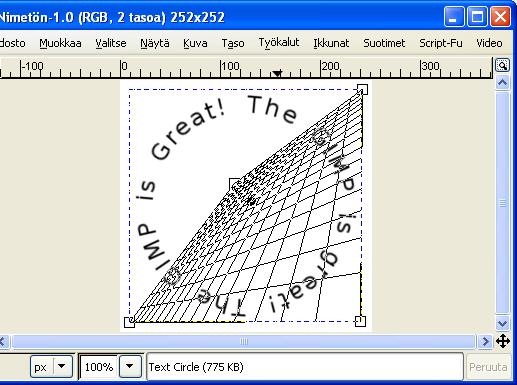 Nimetön-1.0 (RGB, 2 tasoa) 252x252
dosto Muokkaa Valitse Näytä Kuva Taso Työkalut Ikkunat Suotimet Script-Fu Video
-100 0 100 200 300
The GIMP is great! The GIMP is Great!
px 100% Text Circle (775 KB) Peruuta